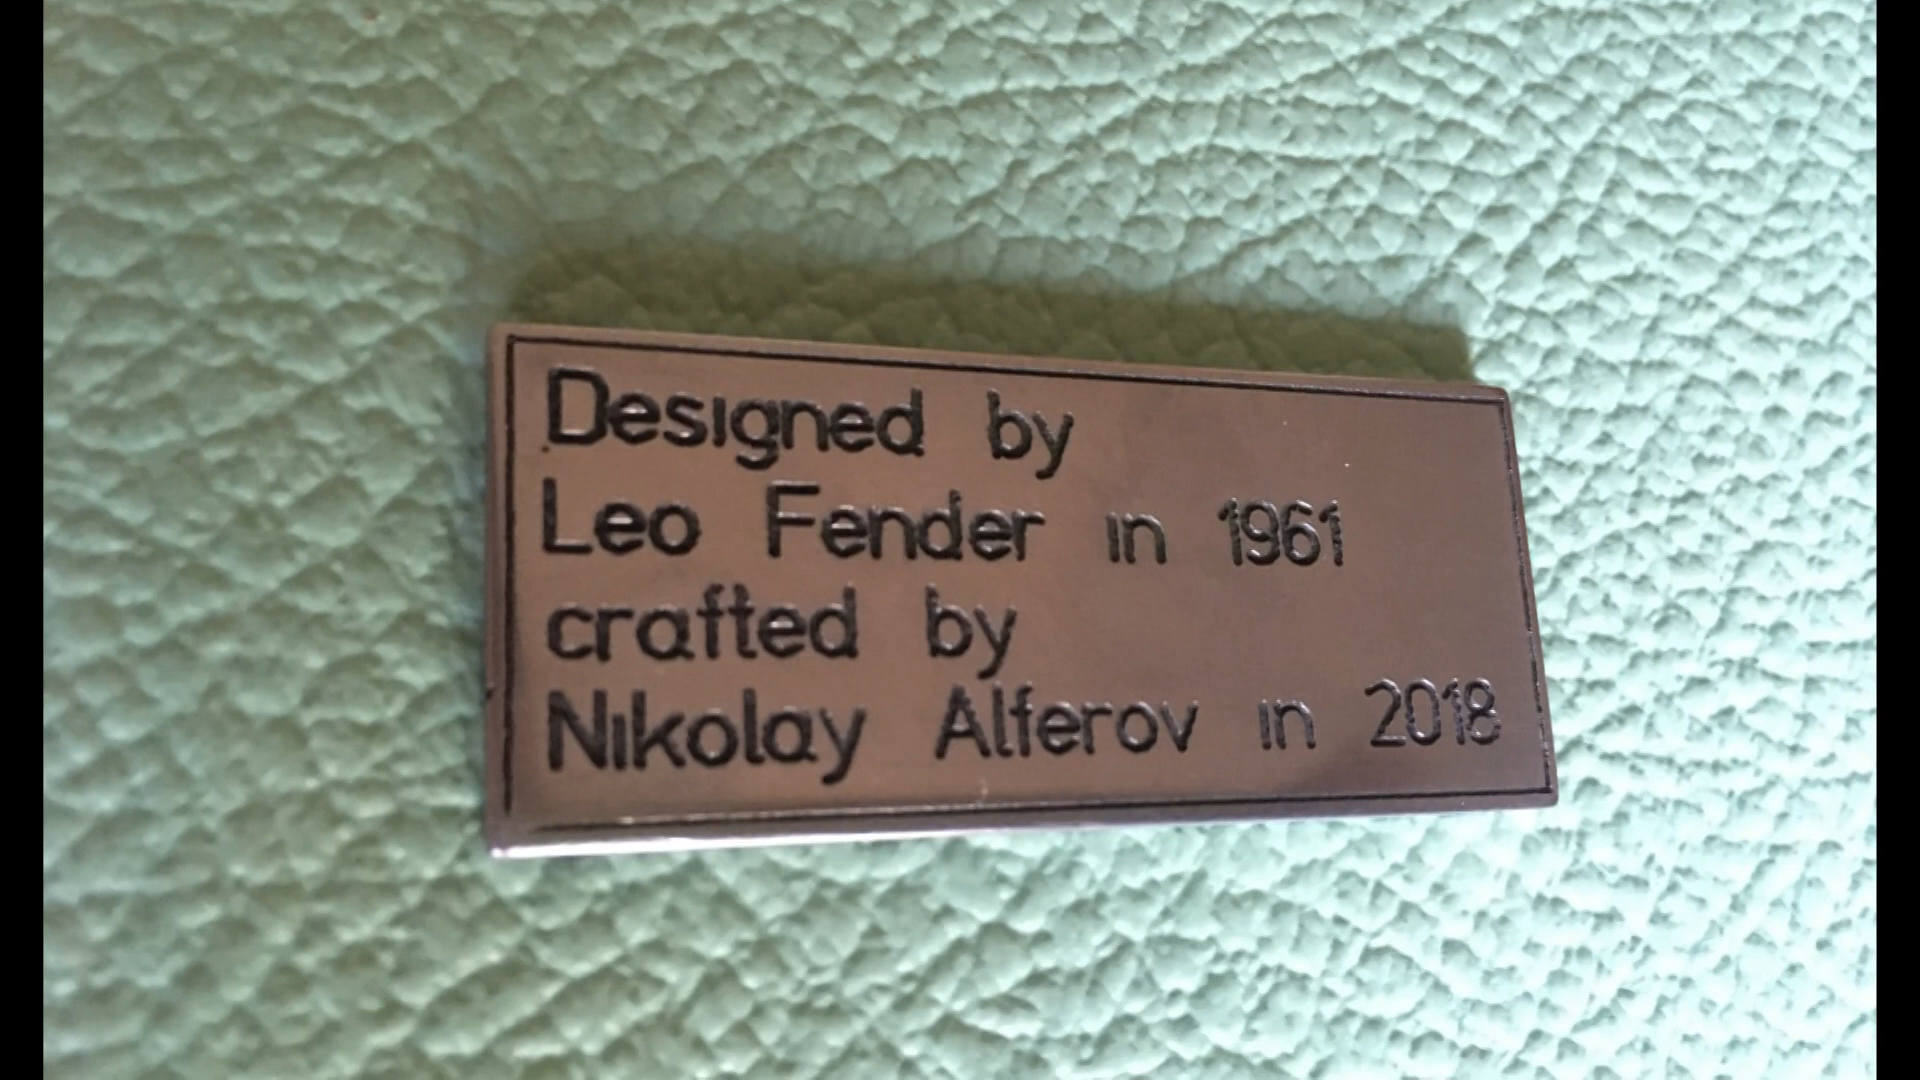 Designed by
Leo Fender in 1961
crafted by
Nikolay Alferov in 2018